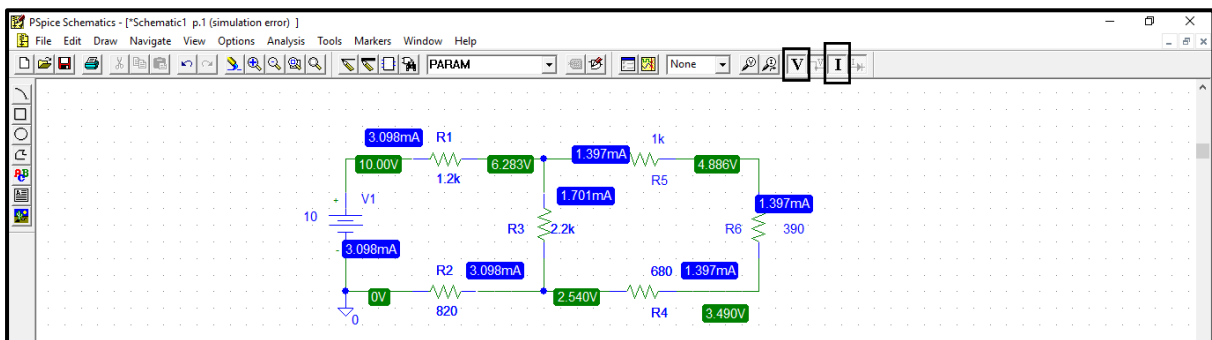 PSpice Schematics - [*Schematic1 p.1 (simulation error) ]
File Edit Draw Navigate View Options Analysis Tools Markers Window Help
PARAM None V I
3.098mA R1 1k
10.00V 6.283V 1.397mA 4.886V
1.2k R5
+ V1 1.701mA 1.397mA
10 R3 2.2k R6 390
- 3.098mA
R2 3.098mA 680 1.397mA
0V 2.540V
820 R4 3.490V
0